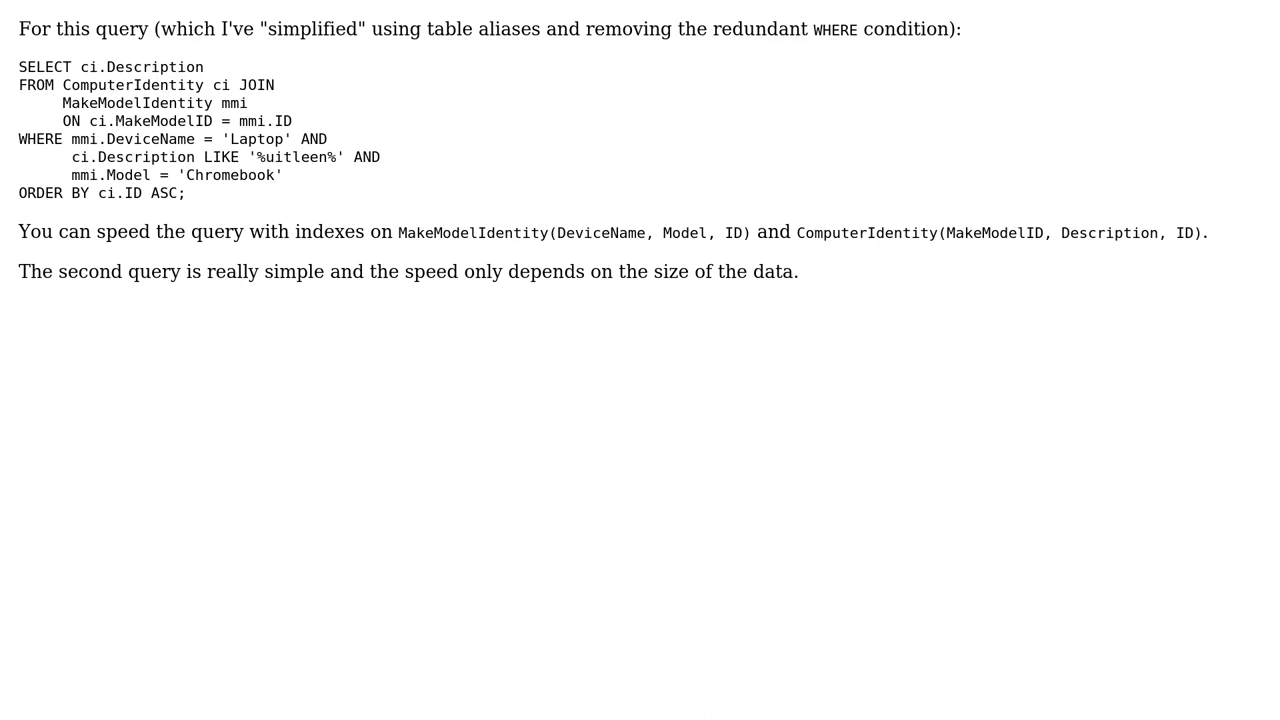 For this query (which I've "simplified" using table aliases and removing the redundant WHERE condition):
SELECT ci.Description
FROM ComputerIdentity ci JOIN
     MakeModelIdentity mmi
     ON ci.MakeModelID = mmi.ID
WHERE mmi.DeviceName = 'Laptop' AND
      ci.Description LIKE '%uitleen%' AND
      mmi.Model = 'Chromebook'
ORDER BY ci.ID ASC;
You can speed the query with indexes on MakeModelIdentity(DeviceName, Model, ID) and ComputerIdentity(MakeModelID, Description, ID).
The second query is really simple and the speed only depends on the size of the data.